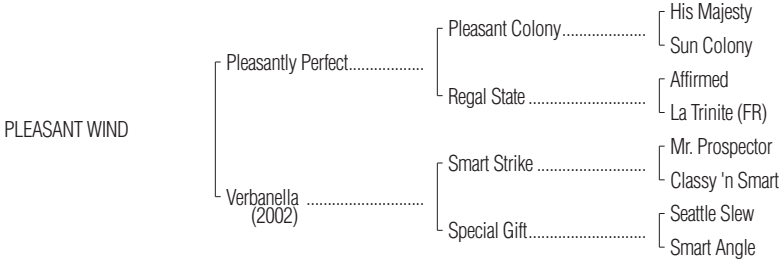 His Majesty
Pleasant Colony.....................
Sun Colony
Pleasantly Perfect..................
Affirmed
Regal State ............................
La Trinite (FR)
PLEASANT WIND
Mr. Prospector
Smart Strike ..........................
Classy 'n Smart
Verbanella ............................
(2002)
Seattle Slew
Special Gift............................
Smart Angle